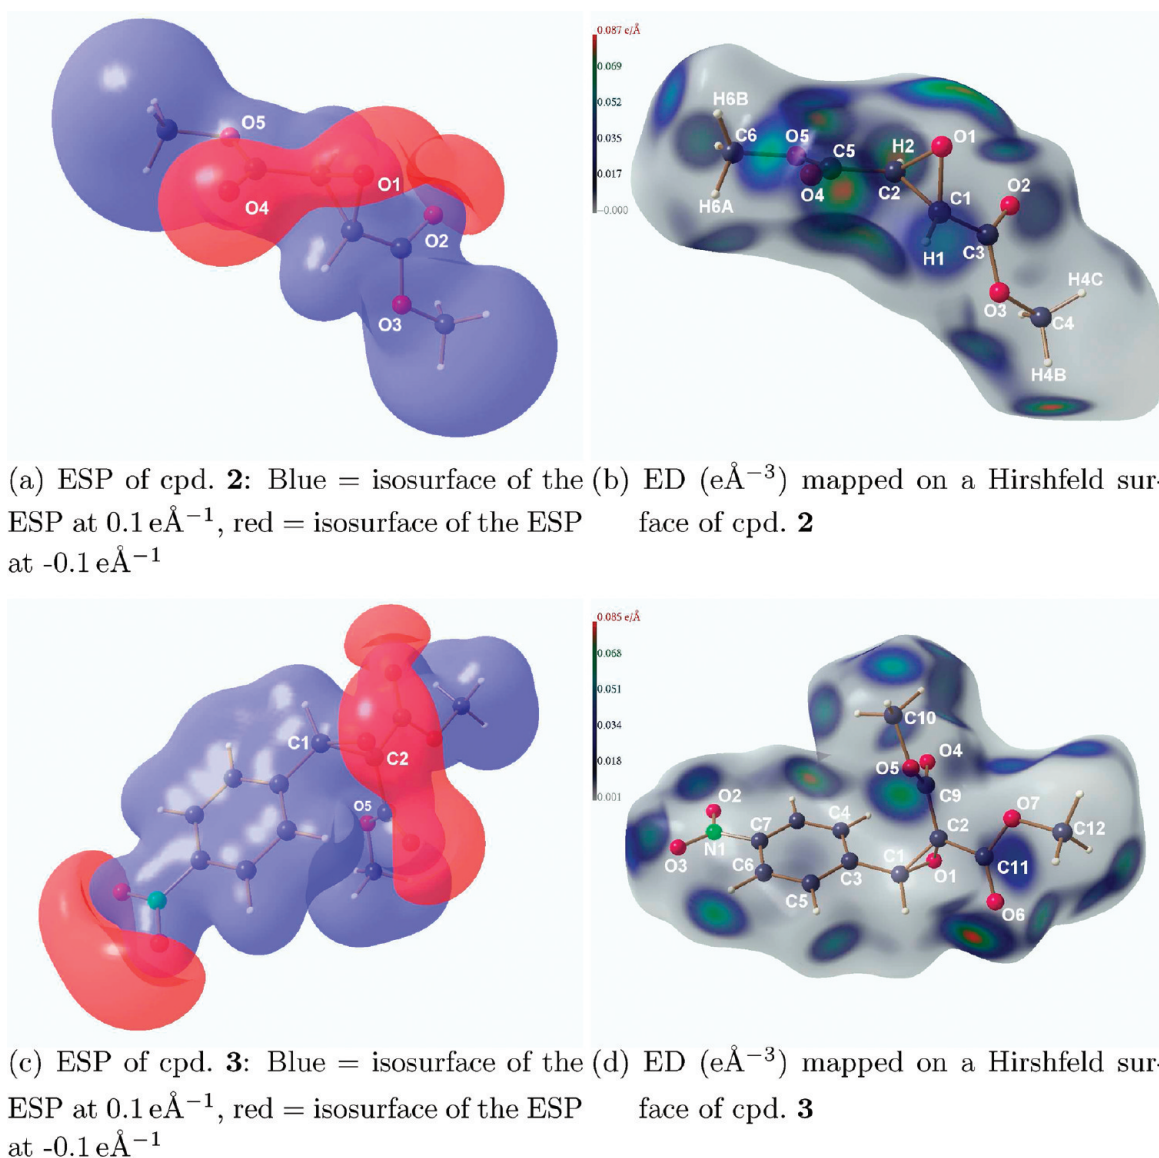 O5
O4
O1
O2
O3
0.087 e/Å
0.069
0.052
0.035
0.017
-0.000
H6B
C6
O5
C5
H2
O1
H6A
O4
C2
C1
O2
H1
C3
O3
H4C
C4
H4B
(a) ESP of cpd. 2: Blue = isosurface of the
ESP at 0.1 eÅ⁻¹, red = isosurface of the ESP
at -0.1 eÅ⁻¹
(b) ED (eÅ⁻³) mapped on a Hirshfeld sur-
face of cpd. 2
C1
C2
O5
0.085 e/Å
0.068
0.051
0.034
0.018
0.001
C10
O4
O5
C9
O2
C4
O7
C7
C2
C12
O3
N1
C6
C1
C11
C3
O1
C5
O6
(c) ESP of cpd. 3: Blue = isosurface of the
ESP at 0.1 eÅ⁻¹, red = isosurface of the ESP
at -0.1 eÅ⁻¹
(d) ED (eÅ⁻³) mapped on a Hirshfeld sur-
face of cpd. 3